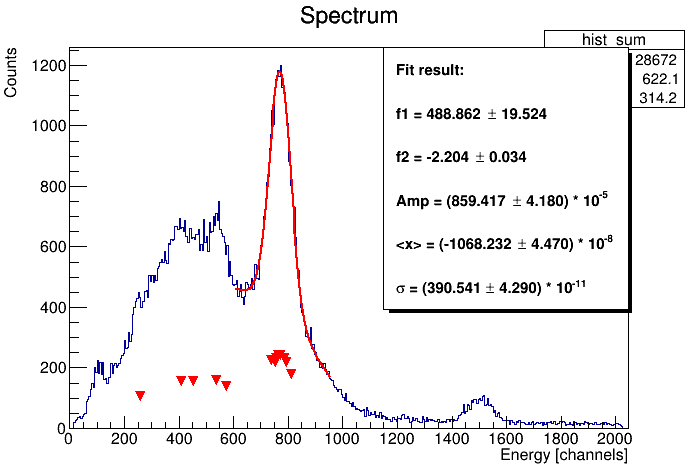 Spectrum
hist sum
28672
622.1
314.2
Counts
Fit result:
f1 = 488.862 ± 19.524
f2 = -2.204 ± 0.034
Amp = (859.417 ± 4.180) * 10⁻⁵
<x> = (-1068.232 ± 4.470) * 10⁻⁸
σ = (390.541 ± 4.290) * 10⁻¹¹
1200
1000
800
600
400
200
0
0 200 400 600 800 1000 1200 1400 1600 1800 2000
Energy [channels]